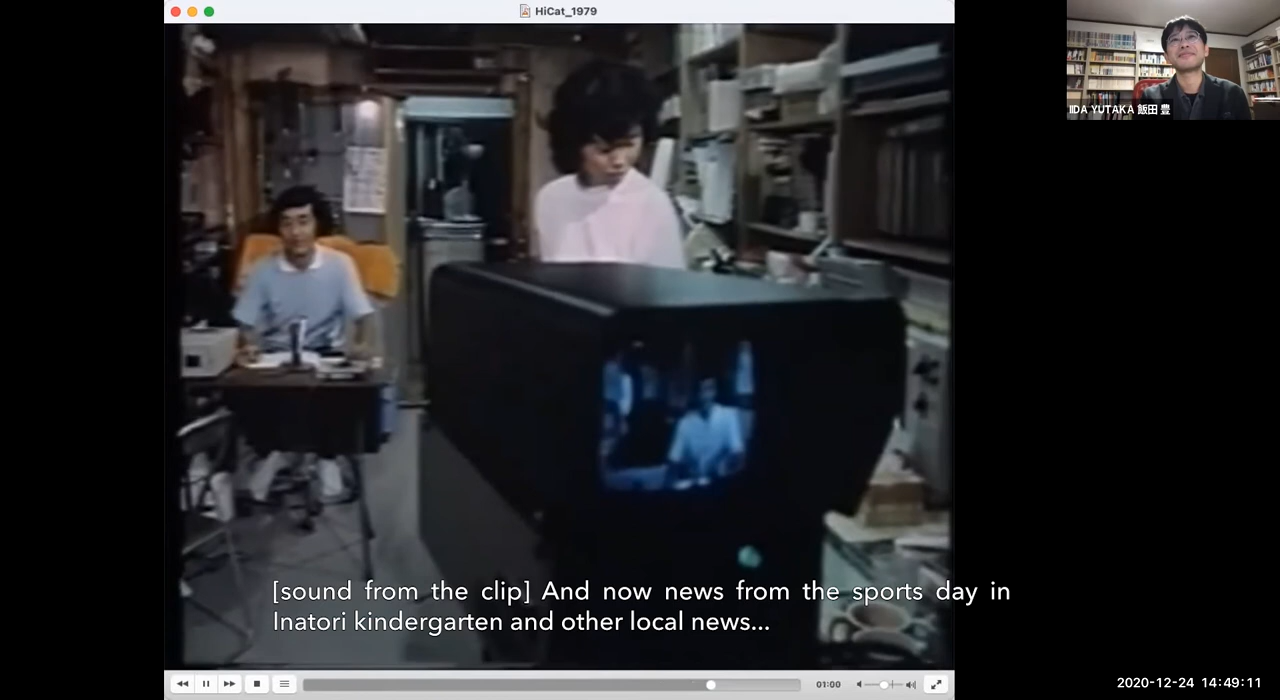 HiCat_1979
IIDA YUTAKA 飯田 豊
[sound from the clip] And now news from the sports day in
Inatori kindergarten and other local news...
01:00
2020-12-24 14:49:11